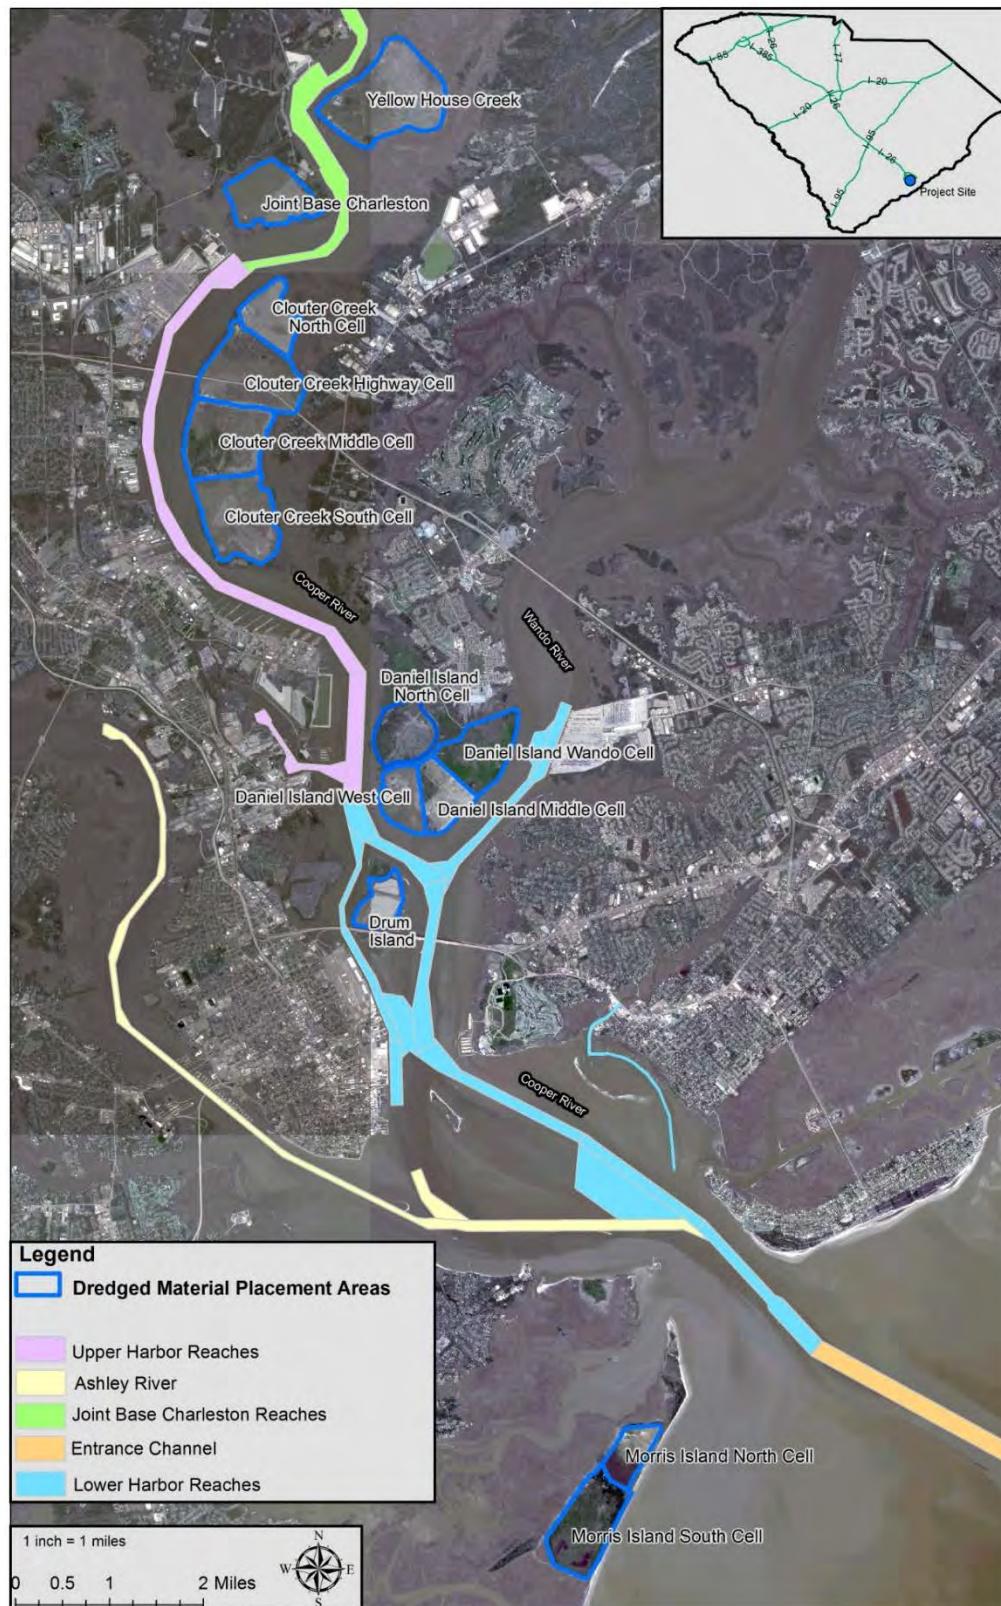 Yellow House Creek
Joint Base Charleston
Clouter Creek
North Cell
Clouter Creek Highway Cell
Clouter Creek Middle Cell
Clouter Creek South Cell
Cooper River
Wando River
Daniel Island
North Cell
Daniel Island Wando Cell
Daniel Island West Cell
Daniel Island Middle Cell
Drum
Island
Cooper River
Morris Island North Cell
Morris Island South Cell
I-85
I-26
I-385
I-77
I-20
I-20
I-26
I-95
I-26
I-95
Project Site
Legend
Dredged Material Placement Areas
Upper Harbor Reaches
Ashley River
Joint Base Charleston Reaches
Entrance Channel
Lower Harbor Reaches
1 inch = 1 miles
N
W
E
S
0 0.5 1 2 Miles